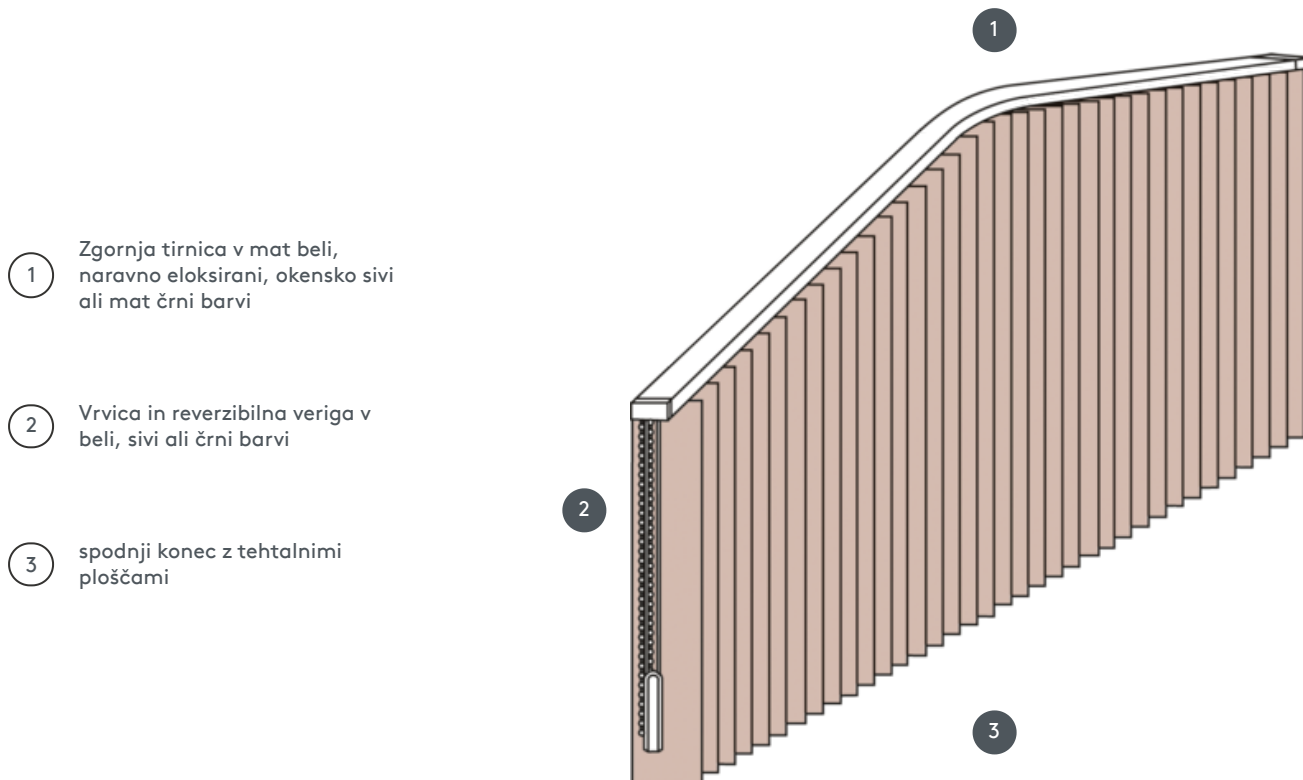 1
Zgornja tirnica v mat beli,
naravno eloksirani, okensko sivi
ali mat črni barvi
2
Vrvica in reverzibilna veriga v
beli, sivi ali črni barvi
3
spodnji konec z tehtalnimi
ploščami
1
2
3